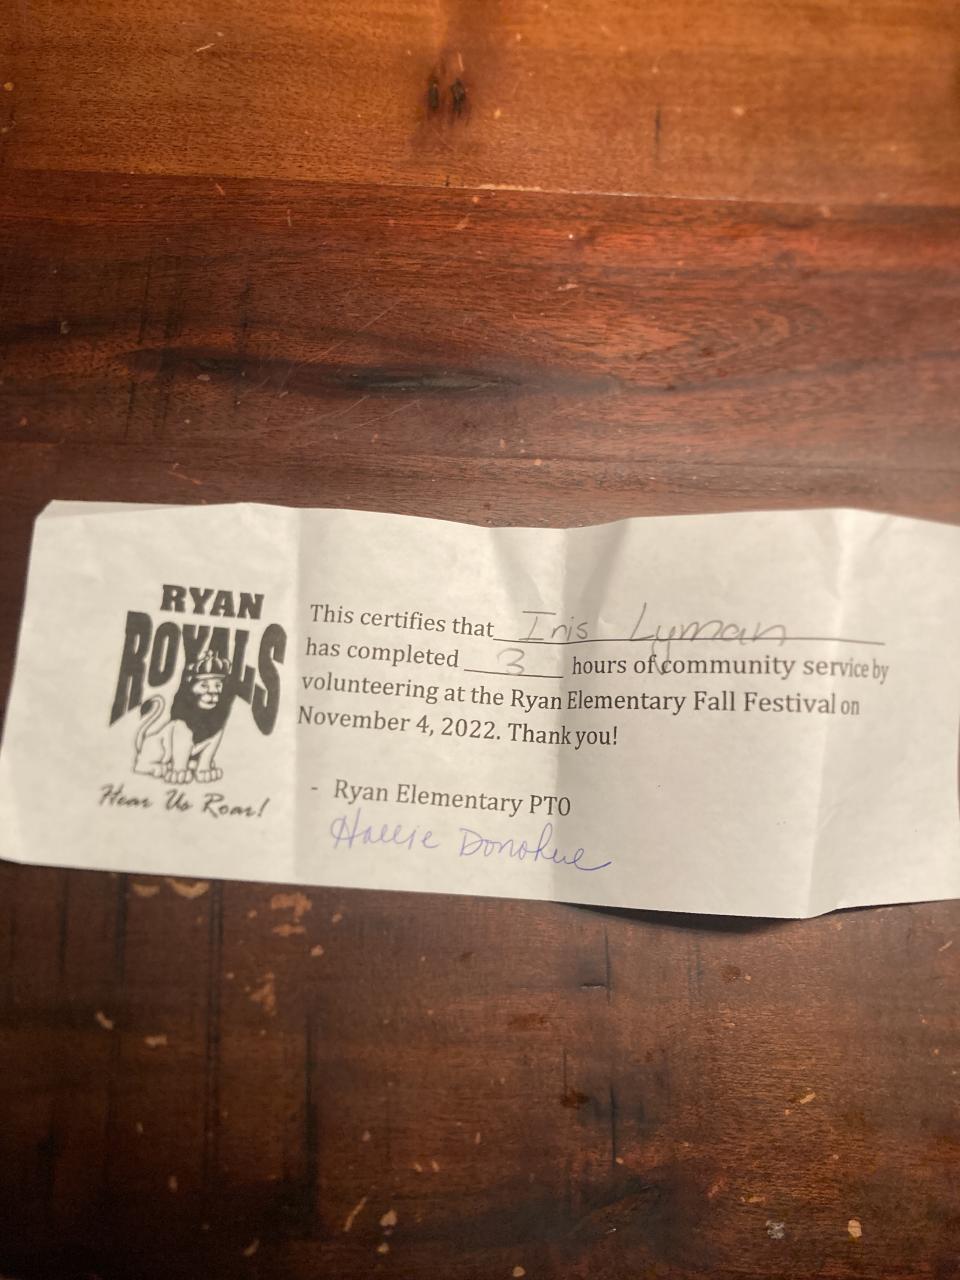 RYAN
ROYALS
Hear Us Roar!
This certifies that Iris Lyman
has completed 3 hours of community service by
volunteering at the Ryan Elementary Fall Festival on
November 4, 2022. Thank you!
- Ryan Elementary PTO
Hallie Donohue